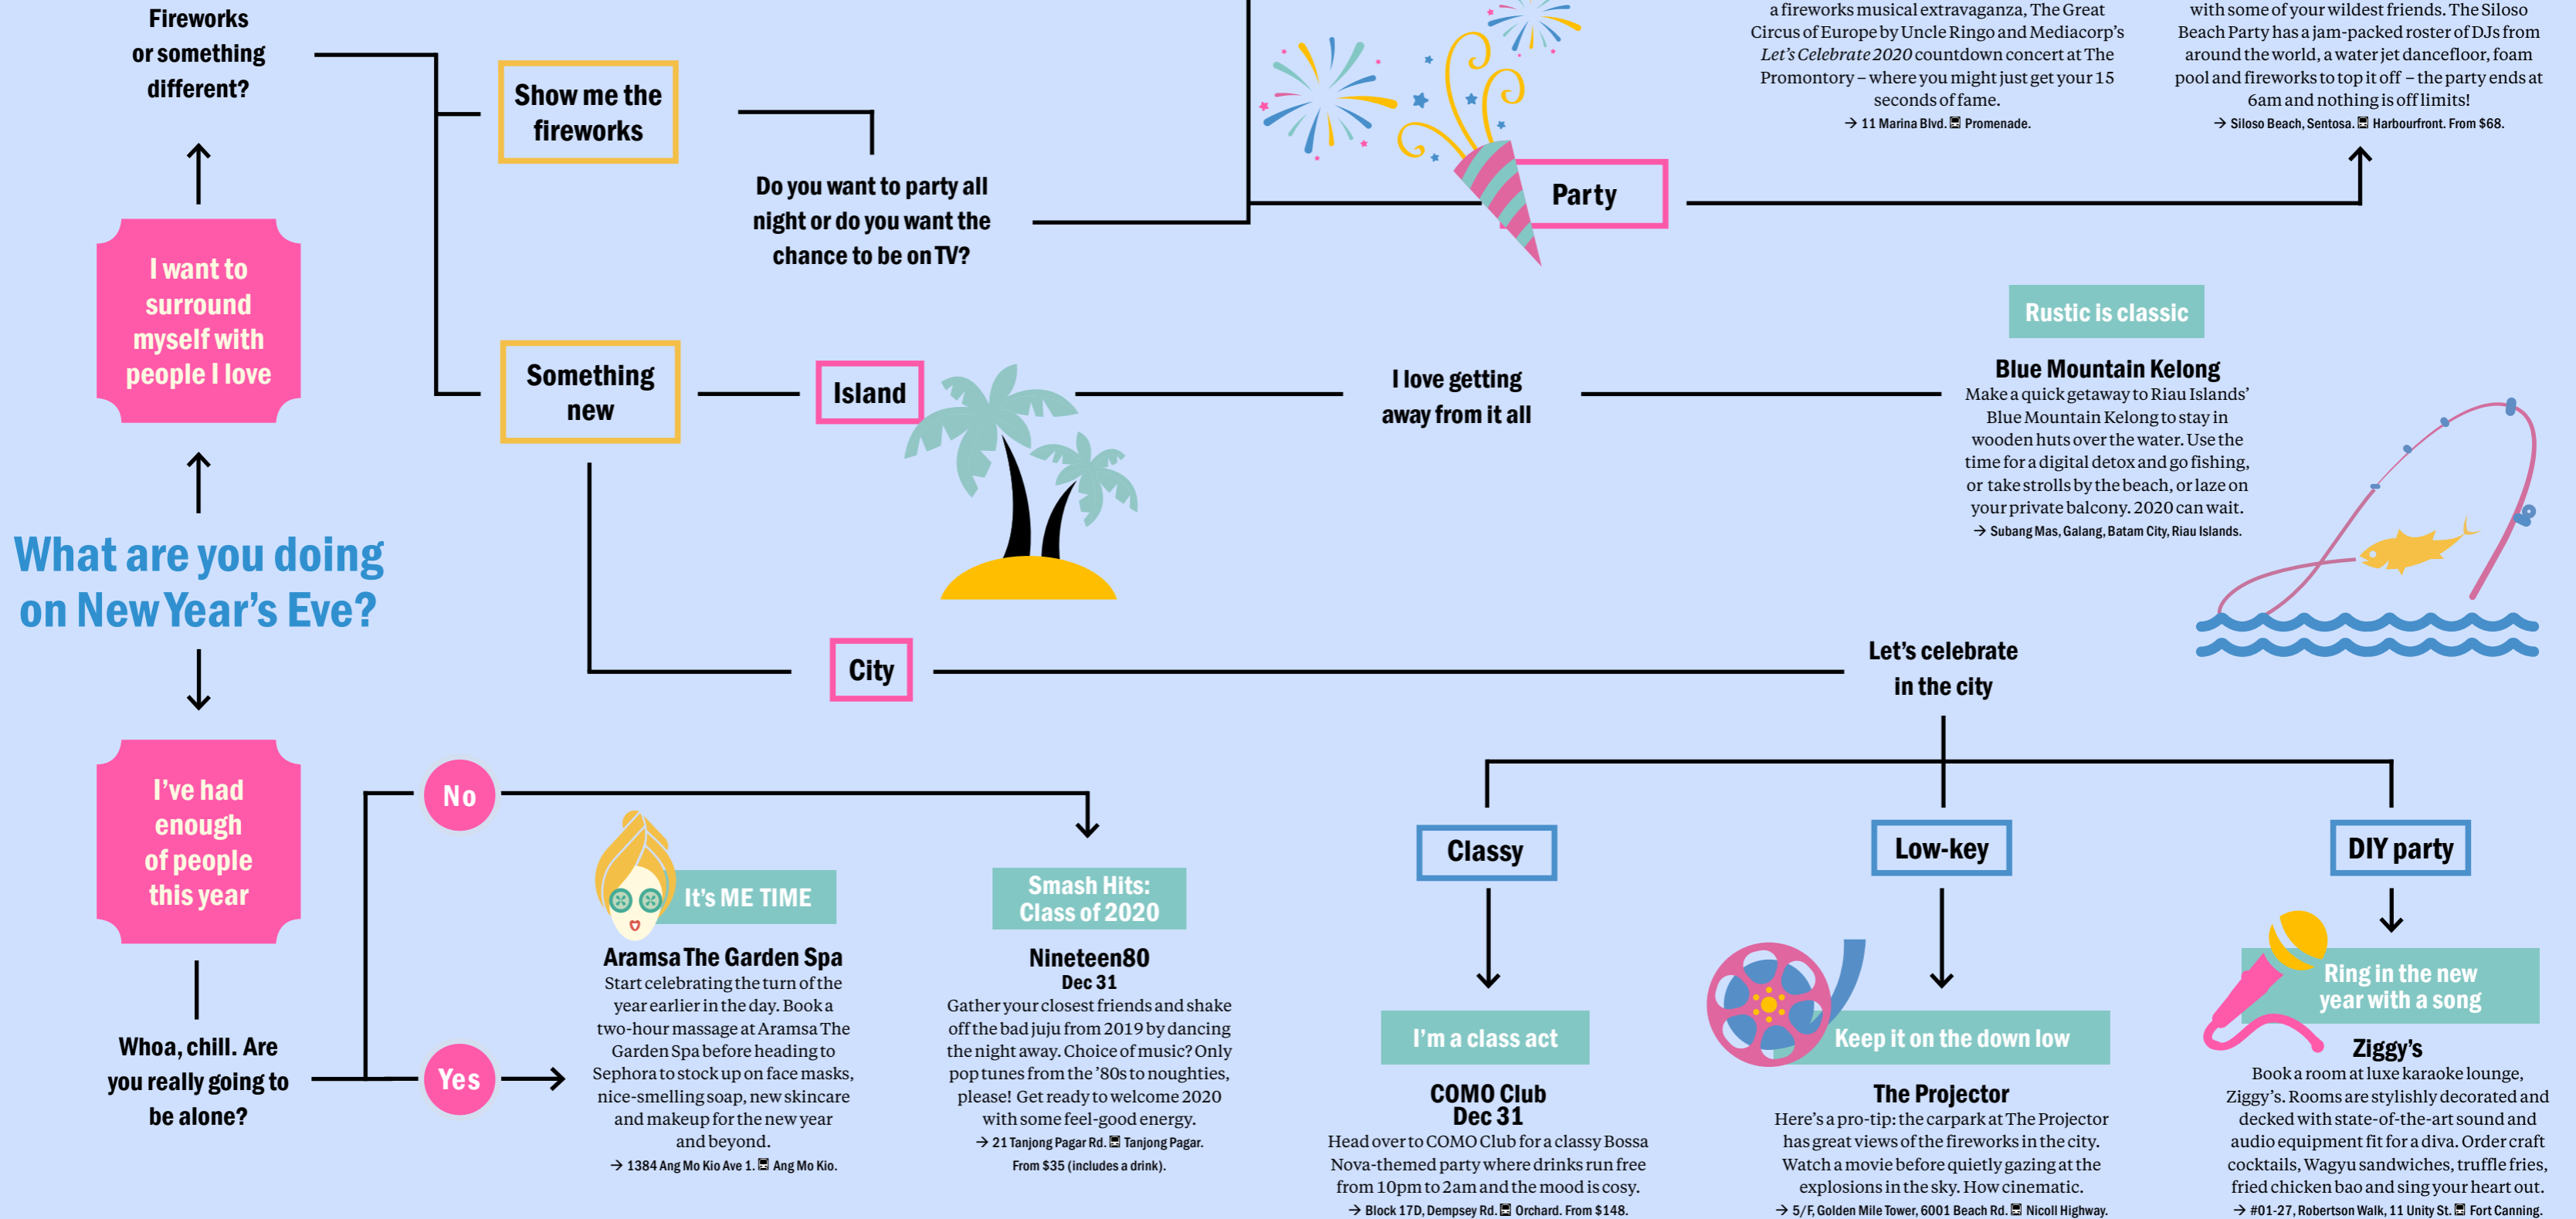 Fireworks
or something
different?
Show me the
fireworks
Do you want to party all
night or do you want the
chance to be on TV?
Party
a fireworks musical extravaganza, The Great
Circus of Europe by Uncle Ringo and Mediacorp's
Let's Celebrate 2020 countdown concert at The
Promontory – where you might just get your 15
seconds of fame.
→ 11 Marina Blvd. Promenade.
with some of your wildest friends. The Siloso
Beach Party has a jam-packed roster of DJs from
around the world, a water jet dancefloor, foam
pool and fireworks to top it off – the party ends at
6am and nothing is off limits!
→ Siloso Beach, Sentosa. Harbourfront. From $68.
I want to
surround
myself with
people I love
Something
new
Island
I love getting
away from it all
Rustic is classic
Blue Mountain Kelong
Make a quick getaway to Riau Islands'
Blue Mountain Kelong to stay in
wooden huts over the water. Use the
time for a digital detox and go fishing,
or take strolls by the beach, or laze on
your private balcony. 2020 can wait.
→ Subang Mas, Galang, Batam City, Riau Islands.
What are you doing
on New Year's Eve?
City
Let's celebrate
in the city
I've had
enough
of people
this year
Whoa, chill. Are
you really going to
be alone?
No
Yes
It's ME TIME
Aramsa The Garden Spa
Start celebrating the turn of the
year earlier in the day. Book a
two-hour massage at Aramsa The
Garden Spa before heading to
Sephora to stock up on face masks,
nice-smelling soap, new skincare
and makeup for the new year
and beyond.
→ 1384 Ang Mo Kio Ave 1. Ang Mo Kio.
Smash Hits:
Class of 2020
Nineteen80
Dec 31
Gather your closest friends and shake
off the bad juju from 2019 by dancing
the night away. Choice of music? Only
pop tunes from the '80s to noughties,
please! Get ready to welcome 2020
with some feel-good energy.
→ 21 Tanjong Pagar Rd. Tanjong Pagar.
From $35 (includes a drink).
Classy
I'm a class act
COMO Club
Dec 31
Head over to COMO Club for a classy Bossa
Nova-themed party where drinks run free
from 10pm to 2am and the mood is cosy.
→ Block 17D, Dempsey Rd. Orchard. From $148.
Low-key
Keep it on the down low
The Projector
Here's a pro-tip: the carpark at The Projector
has great views of the fireworks in the city.
Watch a movie before quietly gazing at the
explosions in the sky. How cinematic.
→ 5/F, Golden Mile Tower, 6001 Beach Rd. Nicoll Highway.
DIY party
Ring in the new
year with a song
Ziggy's
Book a room at luxe karaoke lounge,
Ziggy's. Rooms are stylishly decorated and
decked with state-of-the-art sound and
audio equipment fit for a diva. Order craft
cocktails, Wagyu sandwiches, truffle fries,
fried chicken bao and sing your heart out.
→ #01-27, Robertson Walk, 11 Unity St. Fort Canning.